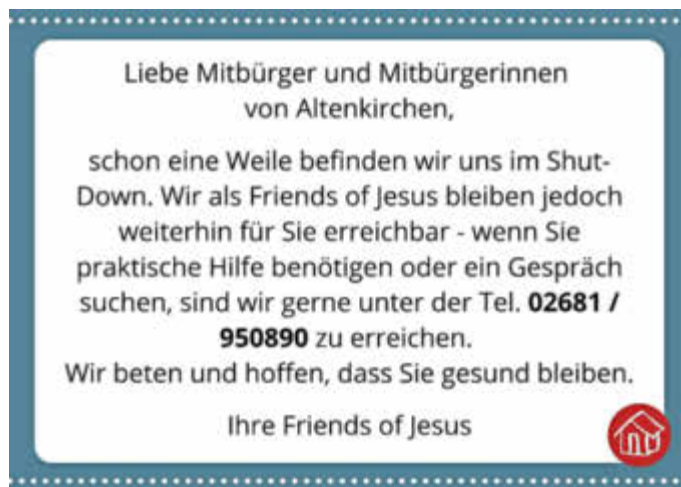 Liebe Mitbürger und Mitbürgerinnen
von Altenkirchen,
schon eine Weile befinden wir uns im Shut-
Down. Wir als Friends of Jesus bleiben jedoch
weiterhin für Sie erreichbar - wenn Sie
praktische Hilfe benötigen oder ein Gespräch
suchen, sind wir gerne unter der Tel. 02681 /
950890 zu erreichen.
Wir beten und hoffen, dass Sie gesund bleiben.
Ihre Friends of Jesus